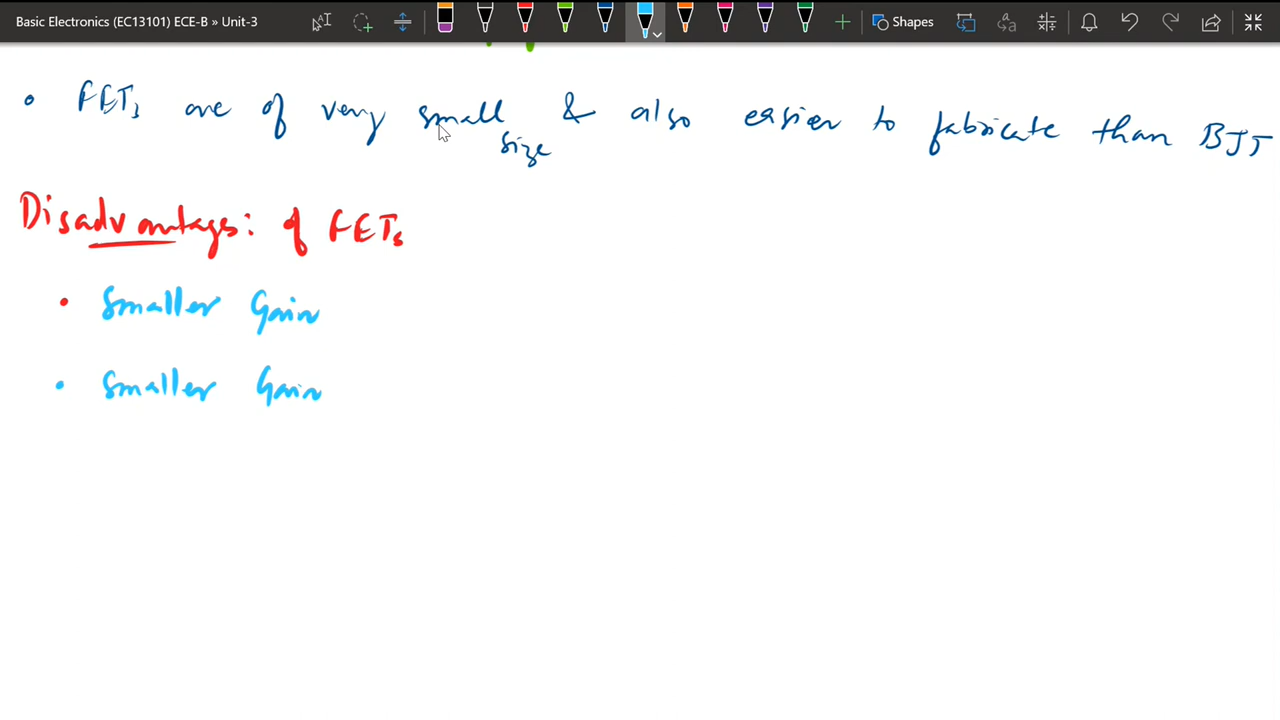 Basic Electronics (EC13101) ECE-B » Unit-3
Shapes
• FETs are of very small size & also easier to fabricate than BJT
Disadvantages: of FETs
• Smaller Gain
• Smaller Gain